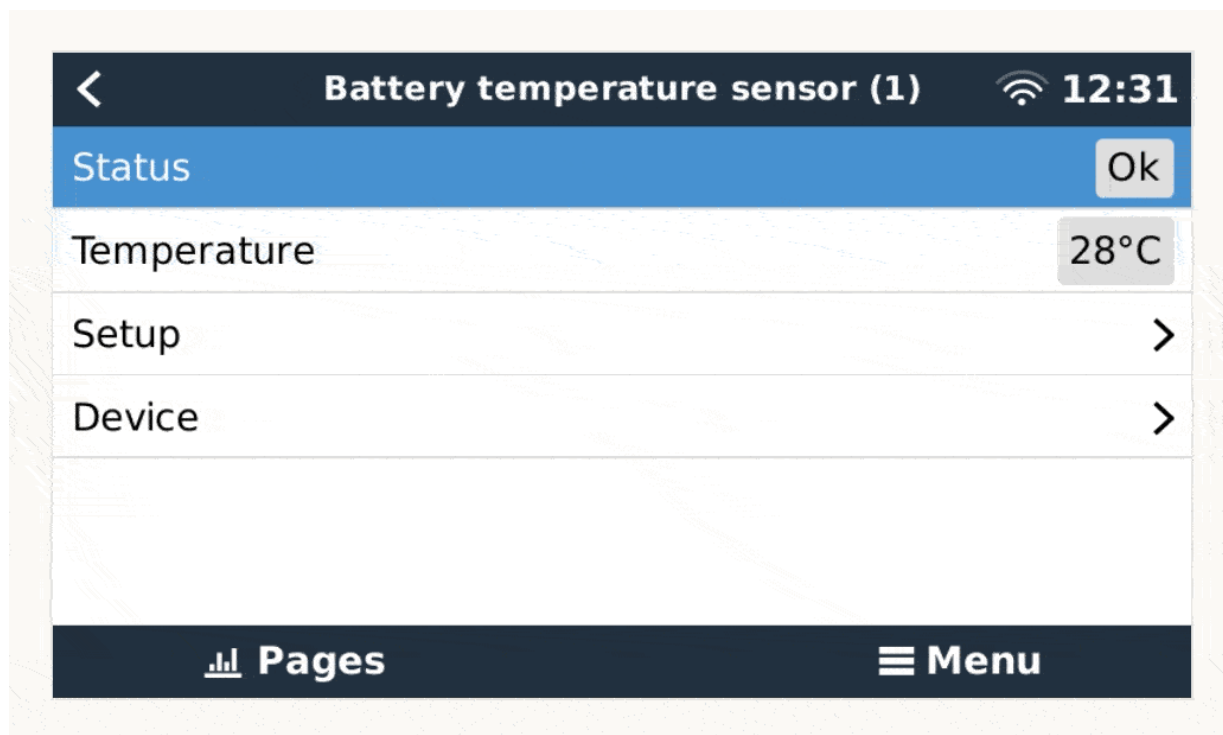 Battery temperature sensor (1) 12:31
Status Ok
Temperature 28°C
Setup
Device
Pages Menu